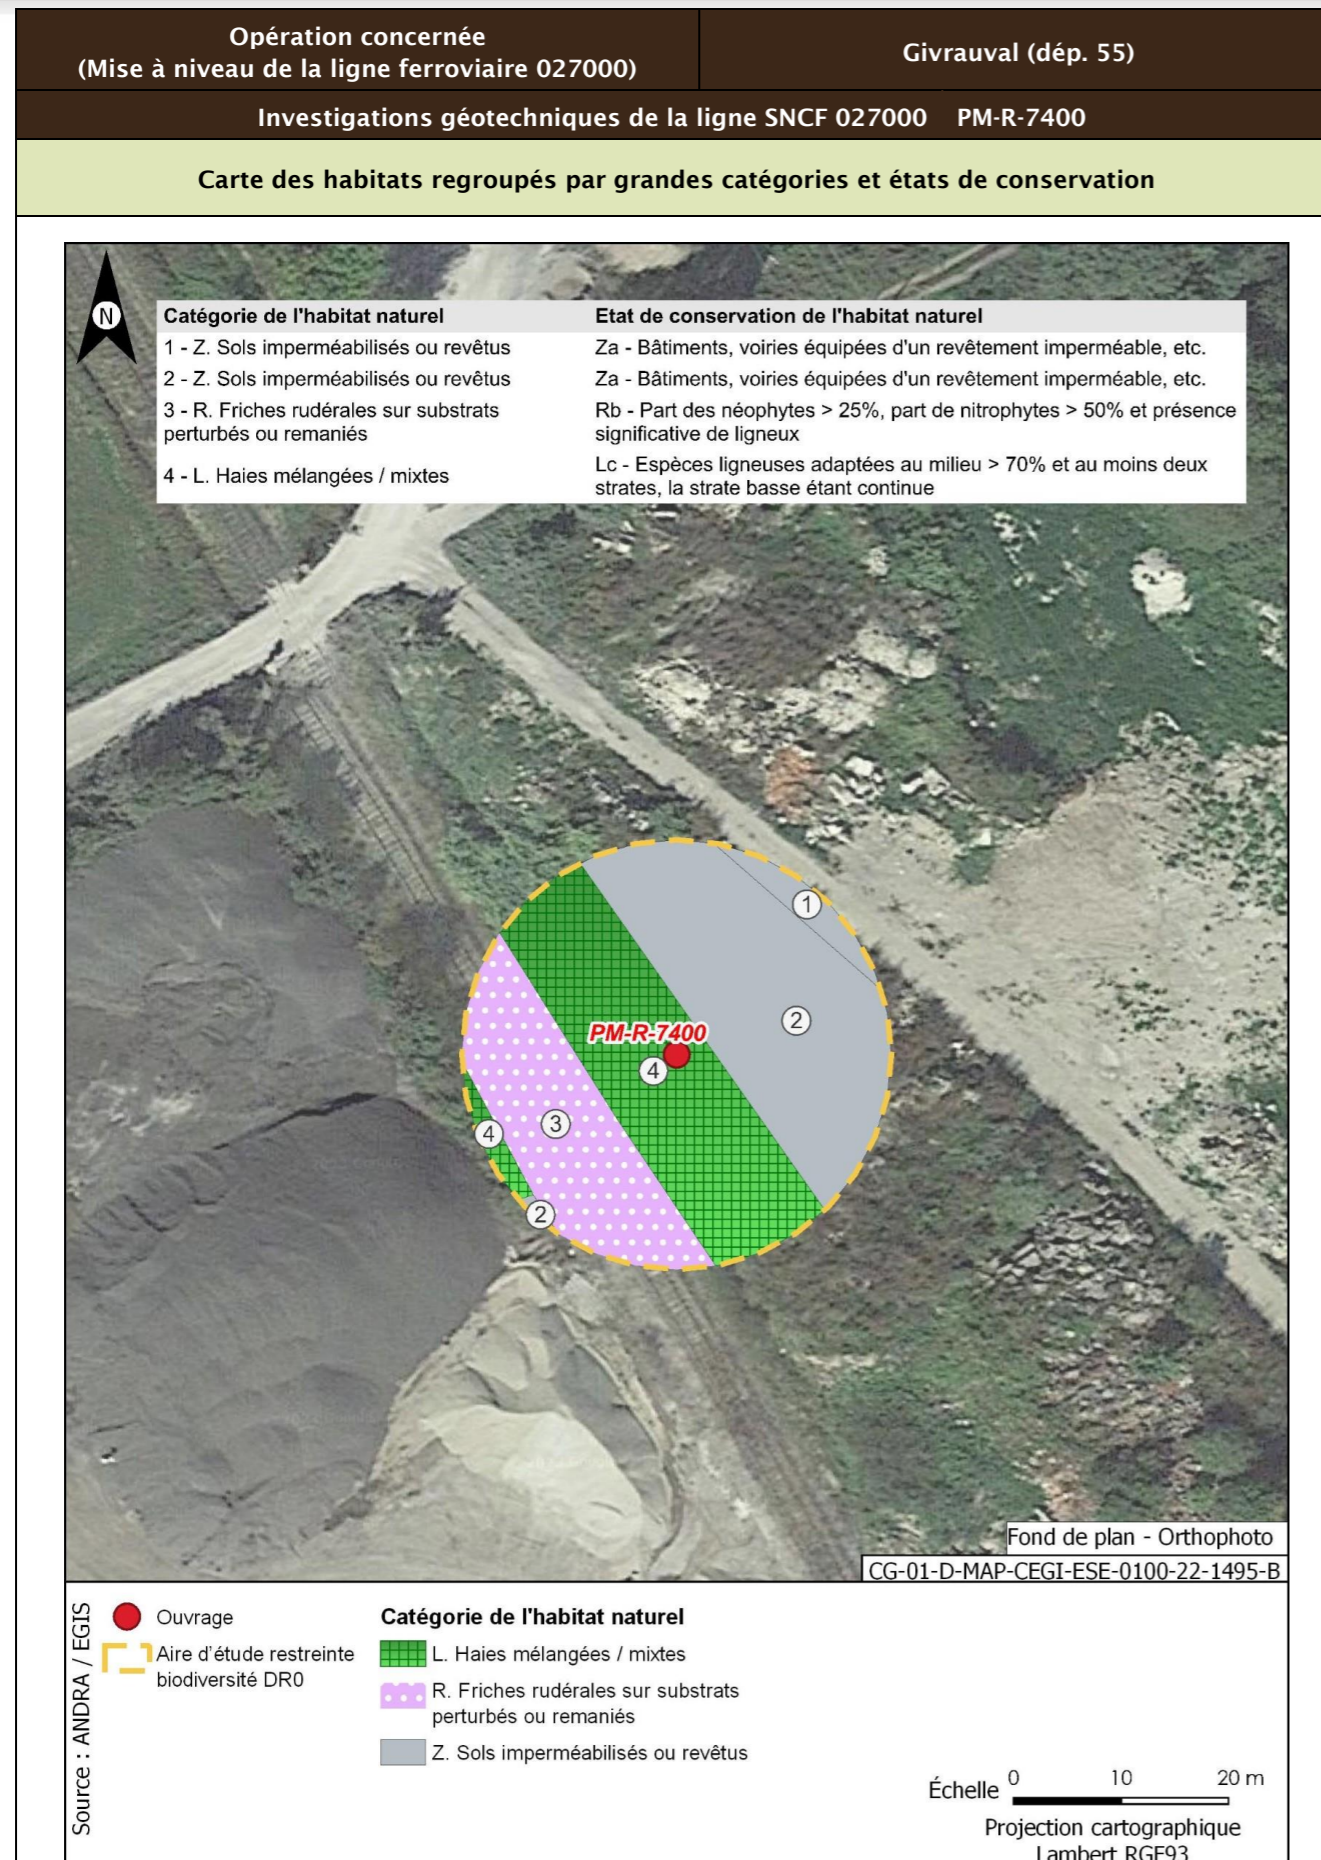 Opération concernée
(Mise à niveau de la ligne ferroviaire 027000)
Givrauval (dép. 55)
Investigations géotechniques de la ligne SNCF 027000 PM-R-7400
Carte des habitats regroupés par grandes catégories et états de conservation
N
Catégorie de l'habitat naturel
Etat de conservation de l'habitat naturel
1 - Z. Sols imperméabilisés ou revêtus
Za - Bâtiments, voiries équipées d'un revêtement imperméable, etc.
2 - Z. Sols imperméabilisés ou revêtus
Za - Bâtiments, voiries équipées d'un revêtement imperméable, etc.
3 - R. Friches rudérales sur substrats
perturbés ou remaniés
Rb - Part des néophytes > 25%, part de nitrophytes > 50% et présence
significative de ligneux
4 - L. Haies mélangées / mixtes
Lc - Espèces ligneuses adaptées au milieu > 70% et au moins deux
strates, la strate basse étant continue
1
2
PM-R-7400
4
3
4
2
Fond de plan - Orthophoto
CG-01-D-MAP-CEGI-ESE-0100-22-1495-B
Source : ANDRA / EGIS
Ouvrage
Aire d'étude restreinte
biodiversité DR0
Catégorie de l'habitat naturel
L. Haies mélangées / mixtes
R. Friches rudérales sur substrats
perturbés ou remaniés
Z. Sols imperméabilisés ou revêtus
Échelle 0 10 20 m
Projection cartographique
Lambert RGF93